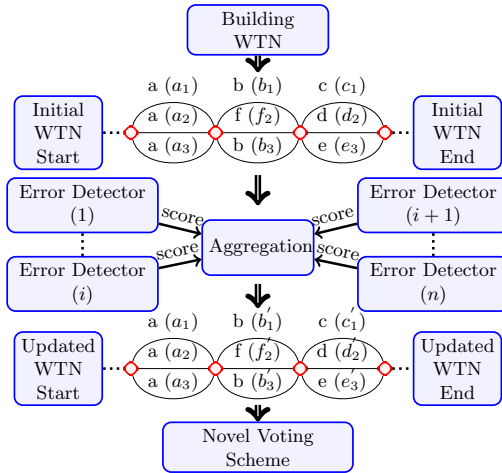 Building
WTN
a (a₁) b (b₁) c (c₁)
Initial a (a₂) f (f₂) d (d₂) Initial
WTN WTN
Start a (a₃) b (b₃) e (e₃) End
Error Detector score score Error Detector
(1) (i + 1)
Aggregation
Error Detector score score Error Detector
(i) (n)
a (a₁) b (b₁′) c (c₁′)
Updated a (a₂) f (f₂′) d (d₂′) Updated
WTN WTN
Start a (a₃) b (b₃′) e (e₃′) End
Novel Voting
Scheme